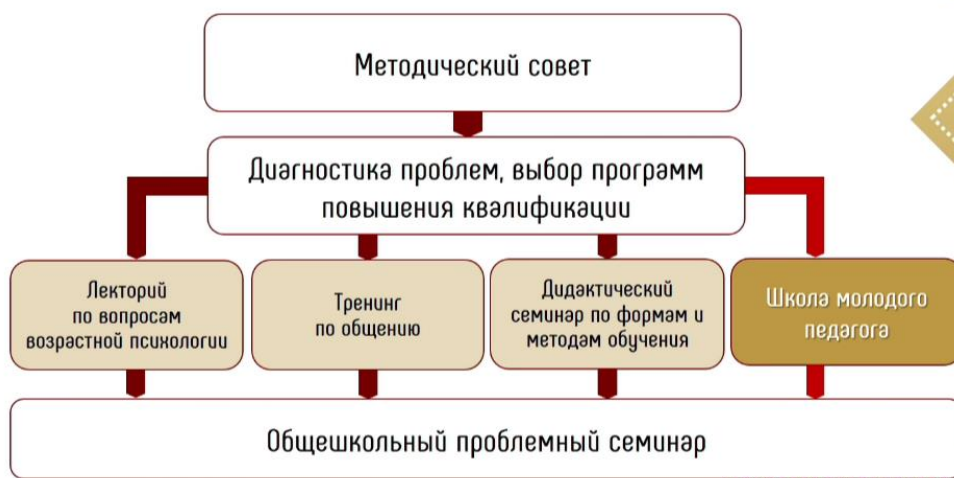 Методический совет
Диагностика проблем, выбор программ
повышения квалификации
Лекторий
по вопросам
возрастной психологии
Тренинг
по общению
Дидактический
семинар по формам и
методам обучения
Школа молодого
педагога
Общешкольный проблемный семинар